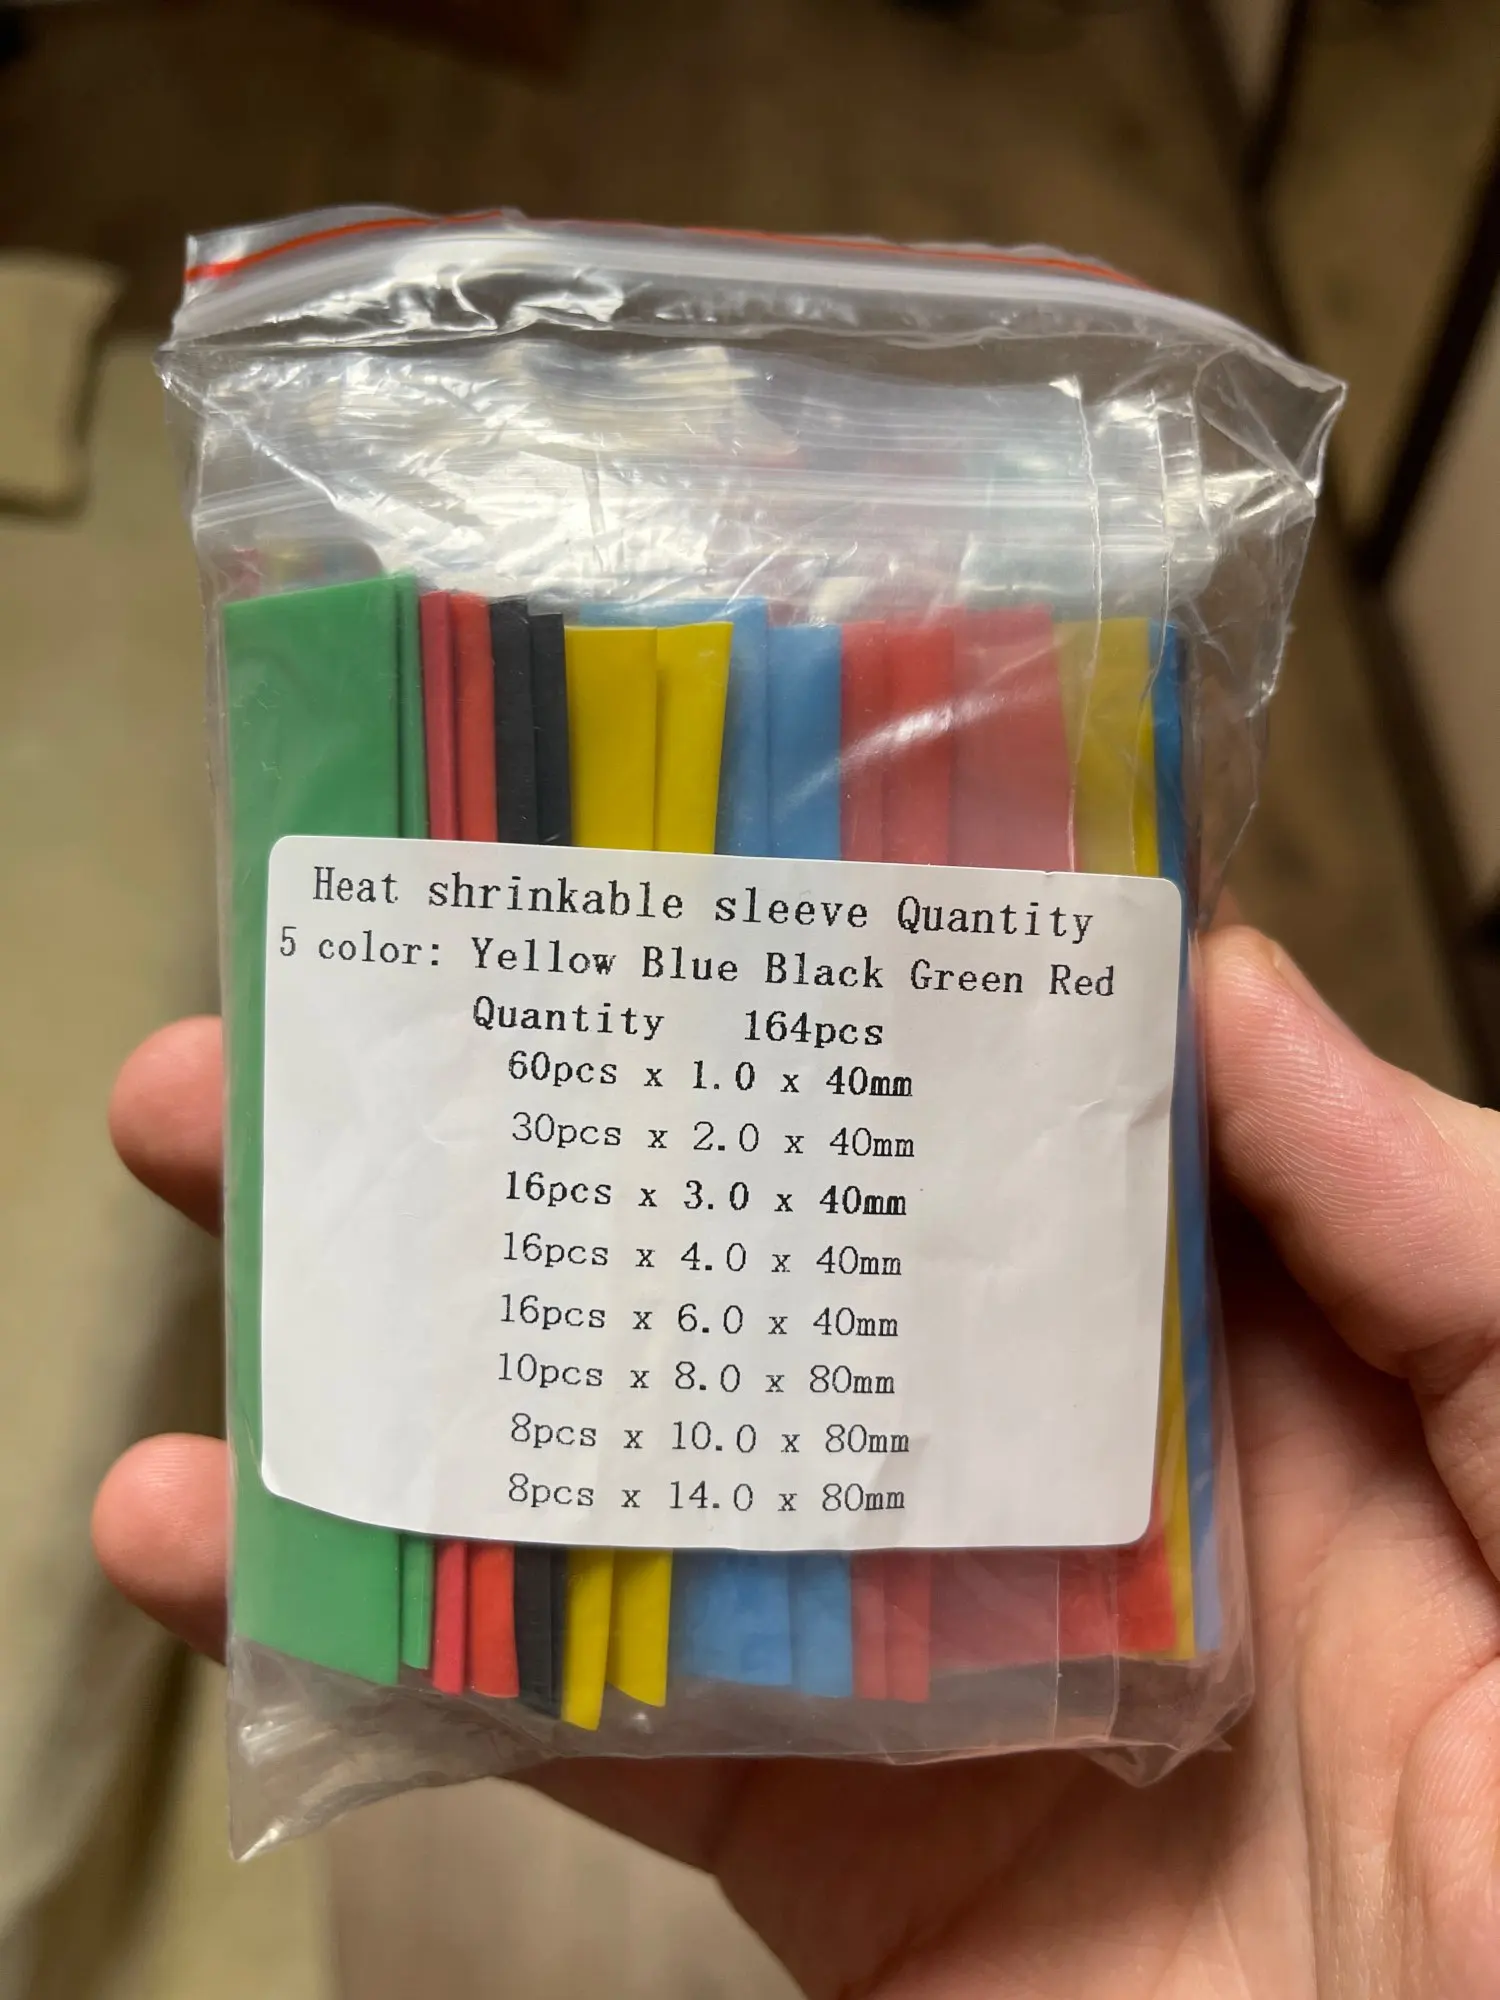 Heat shrinkable sleeve Quantity
5 color: Yellow Blue Black Green Red
Quantity 164pcs
60pcs x 1.0 x 40mm
30pcs x 2.0 x 40mm
16pcs x 3.0 x 40mm
16pcs x 4.0 x 40mm
16pcs x 6.0 x 40mm
10pcs x 8.0 x 80mm
8pcs x 10.0 x 80mm
8pcs x 14.0 x 80mm